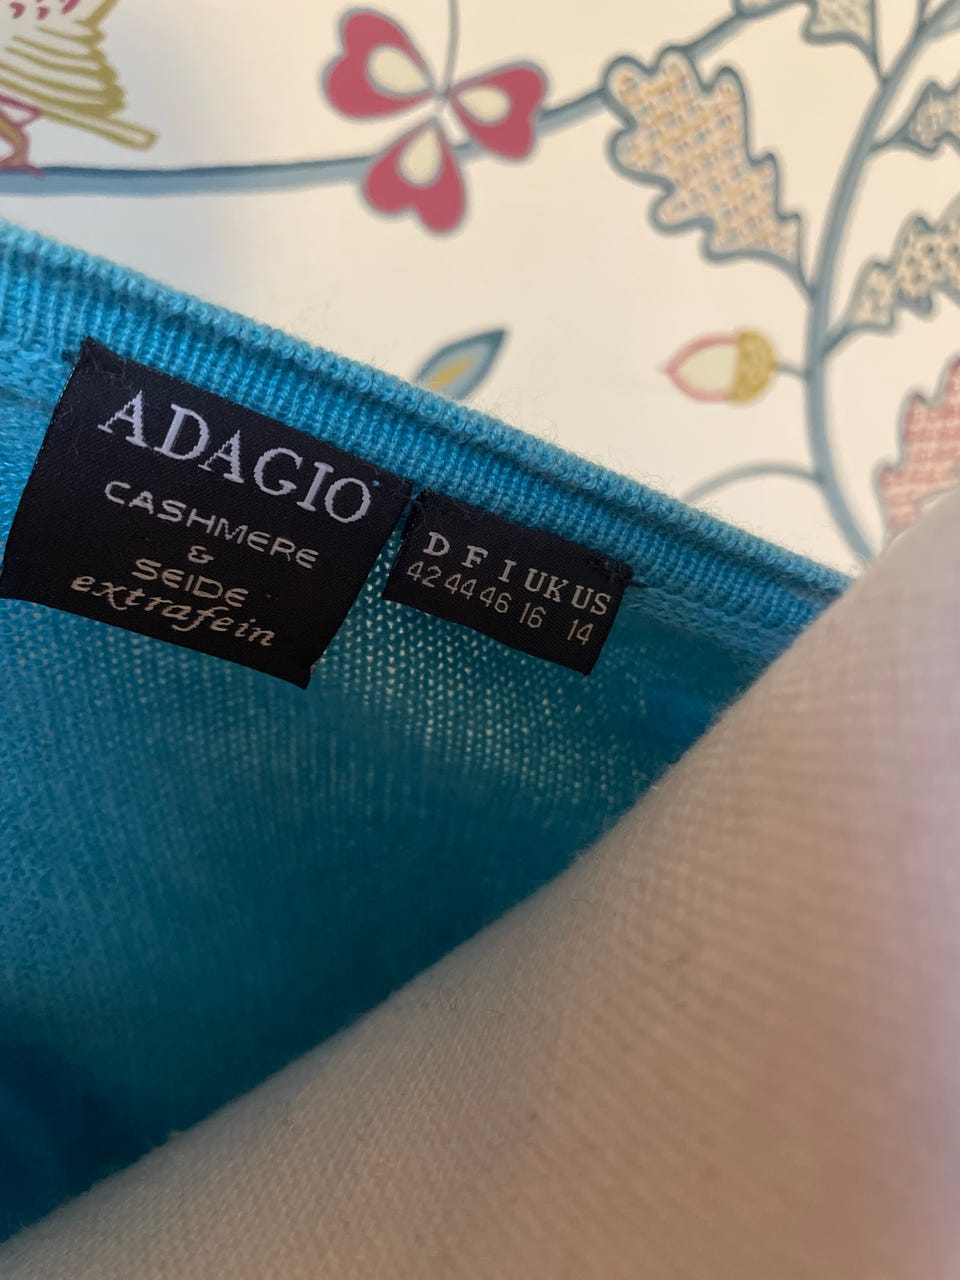 ADAGIO
CASHMERE
&
SEIDE
extrafein
D F I UK US
42 44 46 16 14